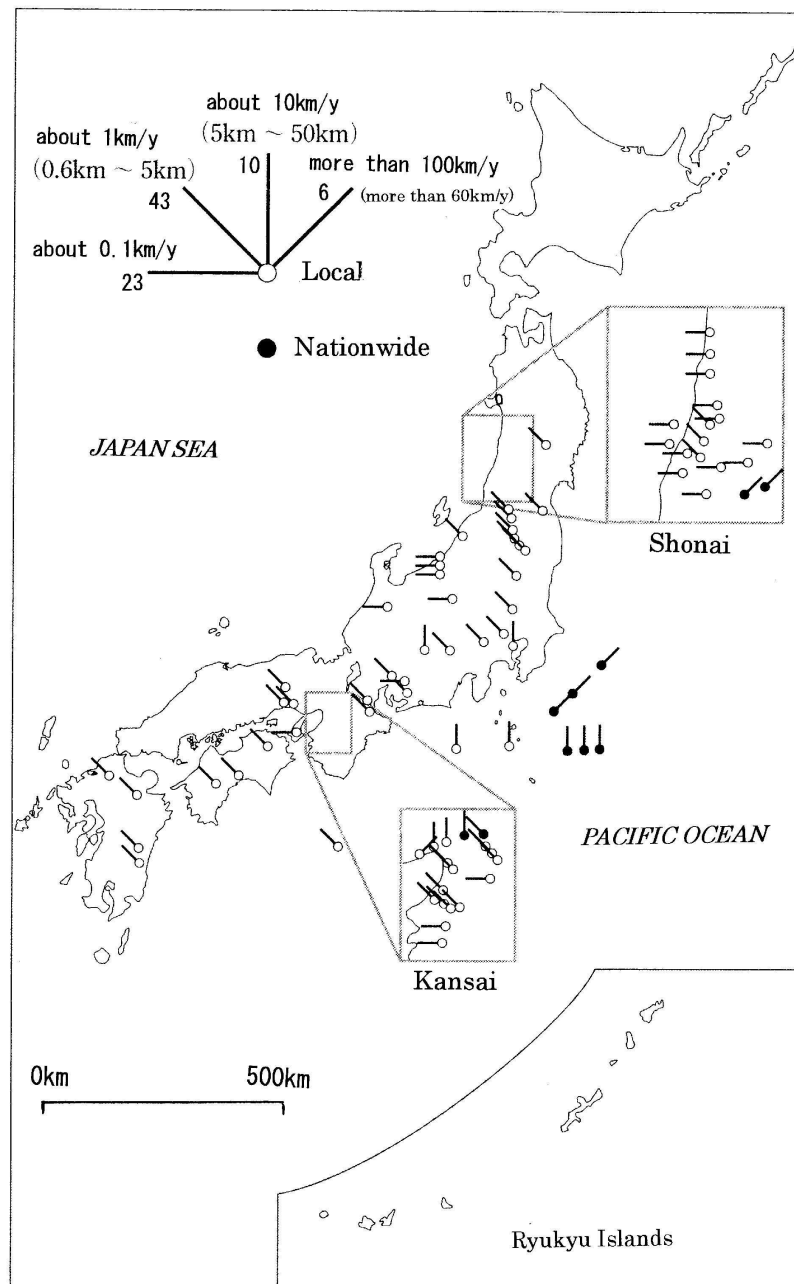 about 10km/y
(5km ~ 50km)
10
about 1km/y
(0.6km ~ 5km)
43
more than 100km/y
6 (more than 60km/y)
about 0.1km/y
23
Local
Nationwide
JAPAN SEA
Shonai
PACIFIC OCEAN
Kansai
0km 500km
Ryukyu Islands